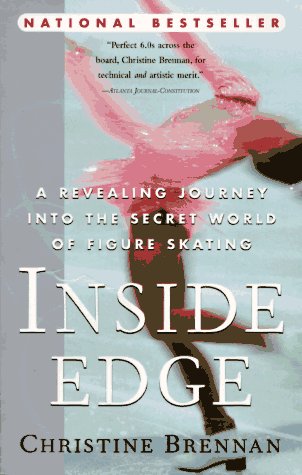 NATIONAL BESTSELLER
"Perfect 6.0s across the
board, Christine Brennan, for
technical and artistic merit."
—ATLANTA JOURNAL-CONSTITUTION
A REVEALING JOURNEY
INTO THE SECRET WORLD
OF FIGURE SKATING
INSIDE
EDGE
CHRISTINE BRENNAN